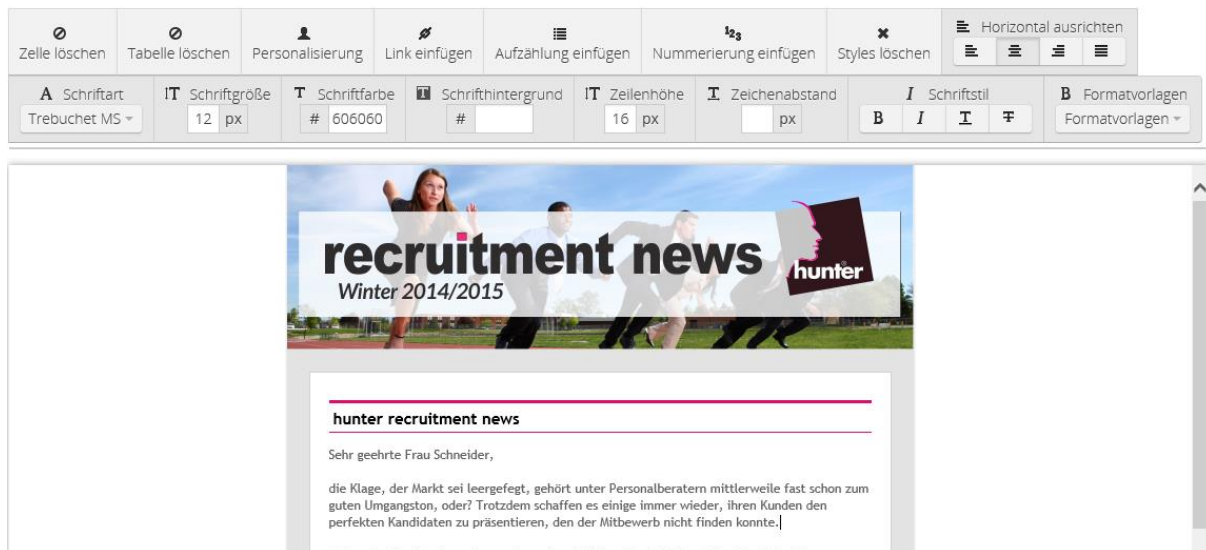 Zelle löschen Tabelle löschen Personalisierung Link einfügen Aufzählung einfügen Nummerierung einfügen Styles löschen Horizontal ausrichten
A Schriftart Schriftgröße Schriftfarbe Schrifthintergrund Zeilenhöhe Zeichenabstand Schriftstil B Formatvorlagen
Trebuchet MS 12 px # 606060 # 16 px px B I T T Formatvorlagen
recruitment news
hunter®
Winter 2014/2015
hunter recruitment news
Sehr geehrte Frau Schneider,
die Klage, der Markt sei leergefegt, gehört unter Personalberatern mittlerweile fast schon zum
guten Umgangston, oder? Trotzdem schaffen es einige immer wieder, ihren Kunden den
perfekten Kandidaten zu präsentieren, den der Mitbewerb nicht finden konnte.